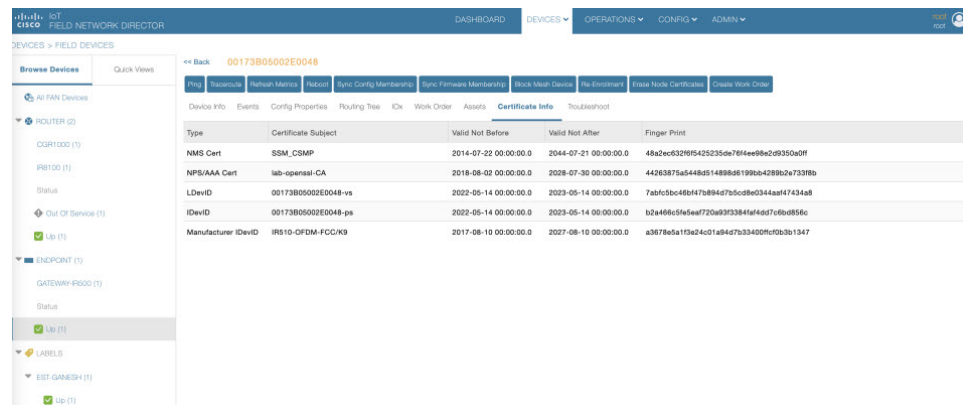 CISCO IoT FIELD NETWORK DIRECTOR
DASHBOARD DEVICES OPERATIONS CONFIG ADMIN
root
root
DEVICES > FIELD DEVICES
Browse Devices Quick Views
All FAN Devices
ROUTER (2)
CGR1000 (1)
IR8100 (1)
Status
Out Of Service (1)
Up (1)
ENDPOINT (1)
GATEWAY-IR500 (1)
Status
Up (1)
LABELS
EST-GANESH (1)
Up (1)
<< Back 00173B05002E0048
Ping Traceroute Refresh Metrics Reboot Sync Config Membership Sync Firmware Membership Block Mesh Device Re-Enrollment Erase Node Certificates Create Work Order
Device Info Events Config Properties Routing Tree IOx Work Order Assets Certificate Info Troubleshoot
Type Certificate Subject Valid Not Before Valid Not After Finger Print
NMS Cert SSM_CSMP 2014-07-22 00:00:00.0 2044-07-21 00:00:00.0 48a2ec632f6f5425235de76f4ee98e2d9350a0ff
NPS/AAA Cert lab-openssl-CA 2018-08-02 00:00:00.0 2028-07-30 00:00:00.0 44263875a5448d514898d6199bb4289b2e733f8b
LDevID 00173B05002E0048-vs 2022-05-14 00:00:00.0 2023-05-14 00:00:00.0 7abfc5bc46bf47b894d7b5cd8e0344aaf47434a8
IDevID 00173B05002E0048-ps 2022-05-14 00:00:00.0 2023-05-14 00:00:00.0 b2a466c5fe5eaf720a93f3384faf4dd7c6bd856c
Manufacturer IDevID IR510-OFDM-FCC/K9 2017-08-10 00:00:00.0 2027-08-10 00:00:00.0 a3678e5a1f3e24c01a94d7b33400ffcf0b3b1347